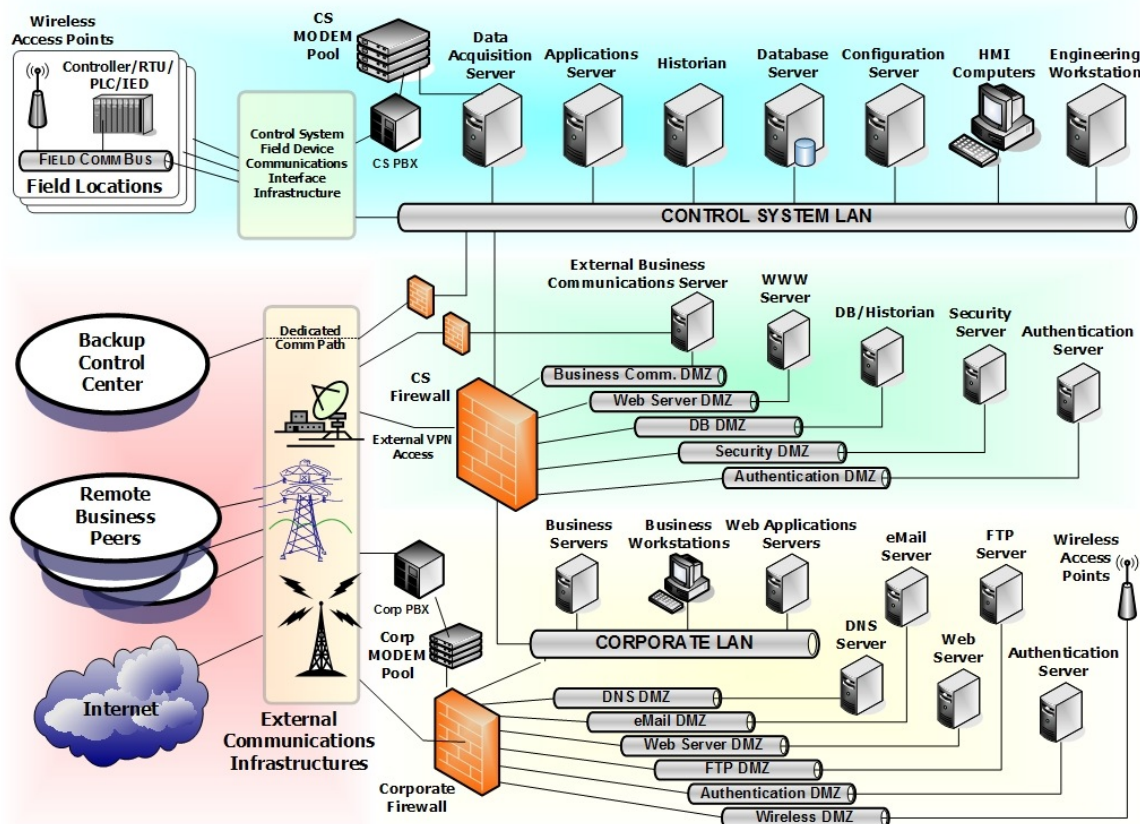 Wireless
Access Points
Controller/RTU/
PLC/IED
FIELD COMM BUS
Field Locations
Control System
Field Device
Communications
Interface
Infrastructure
CS
MODEM
Pool
CS PBX
Data
Acquisition
Server
Applications
Server
Historian
Database
Server
Configuration
Server
HMI
Computers
Engineering
Workstation
CONTROL SYSTEM LAN
Backup
Control
Center
Dedicated
Comm Path
External VPN
Access
CS
Firewall
External Business
Communications Server
WWW
Server
DB/Historian
Security
Server
Authentication
Server
Business Comm. DMZ
Web Server DMZ
DB DMZ
Security DMZ
Authentication DMZ
Remote
Business
Peers
Internet
External
Communications
Infrastructures
Corp PBX
Corp
MODEM
Pool
Corporate
Firewall
Business
Servers
Business
Workstations
Web Applications
Servers
eMail
Server
FTP
Server
Wireless
Access
Points
CORPORATE LAN
DNS
Server
Web
Server
Authentication
Server
DNS DMZ
eMail DMZ
Web Server DMZ
FTP DMZ
Authentication DMZ
Wireless DMZ